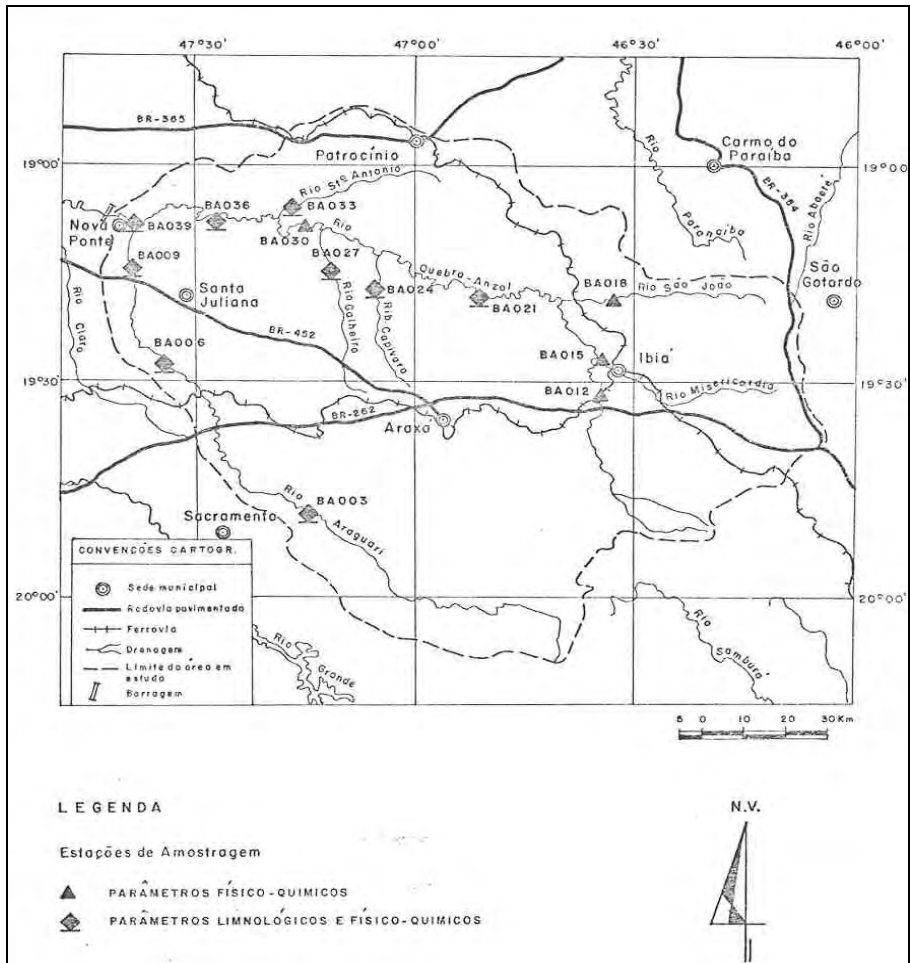 47°30'
47°00'
46°30'
46°00'
BR-365
Patrocínio
19°00'
19°00'
Carmo do
Paraíba
Rio
Paranaíba
BR-354
Rio Abaeté
Rio Stº Antonio
BA036
BA033
Nova
Ponte
BA039
BA030
Rio
BA009
BA027
Quebra-Anzol
BA018
São
Gotardo
Santa
Juliana
BA024
BA021
Rio São João
Rio
Claro
Rio Galheiro
Rib. Capivara
BR-452
BA006
BA015
Ibiá
19°30'
19°30'
BA012
Rio Misericordia
BR-262
Araxá
BA003
Rio
Araguari
Sacramento
CONVENÇÕES CARTOGR.
Sede municipal
Rodovia pavimentada
Ferrovia
Drenagem
Limite da área em
estudo
Barragem
20°00'
20°00'
Rio
Grande
Rio
Samburá
5 0 10 20 30 Km
LEGENDA
N.V.
Estações de Amostragem
PARÂMETROS FÍSICO-QUIMICOS
PARÂMETROS LIMNOLÓGICOS E FÍSICO-QUIMICOS